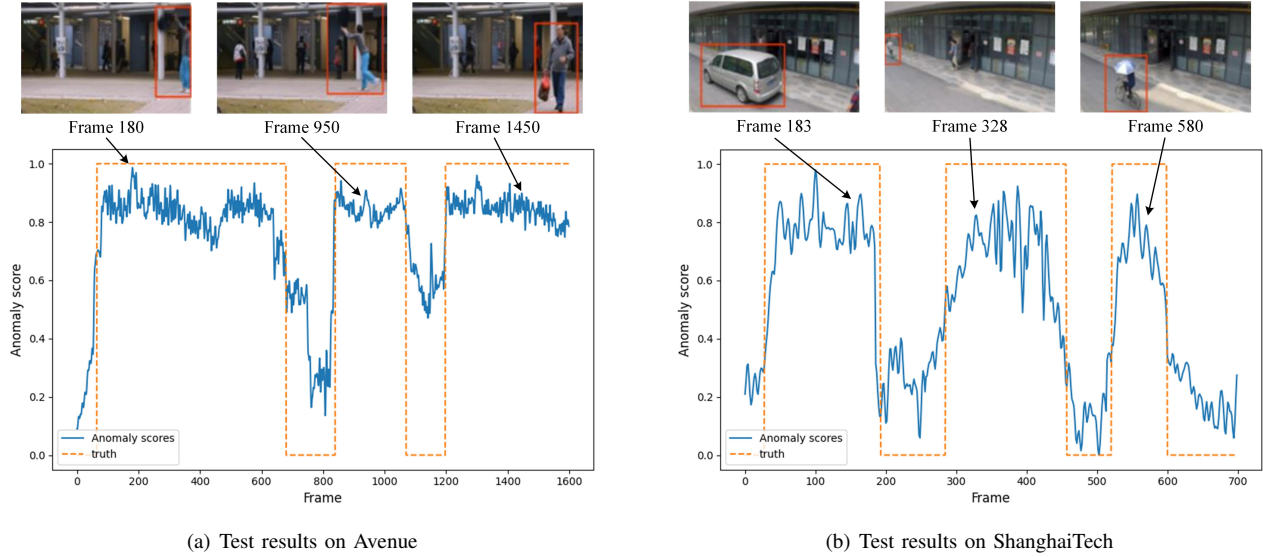 Frame 180
Frame 950
Frame 1450
Anomaly score
1.0
0.8
0.6
0.4
0.2
0.0
Anomaly scores
truth
0
200
400
600
800
1000
1200
1400
1600
Frame
(a) Test results on Avenue
Frame 183
Frame 328
Frame 580
Anomaly score
1.0
0.8
0.6
0.4
0.2
0.0
Anomaly scores
truth
0
100
200
300
400
500
600
700
Frame
(b) Test results on ShanghaiTech